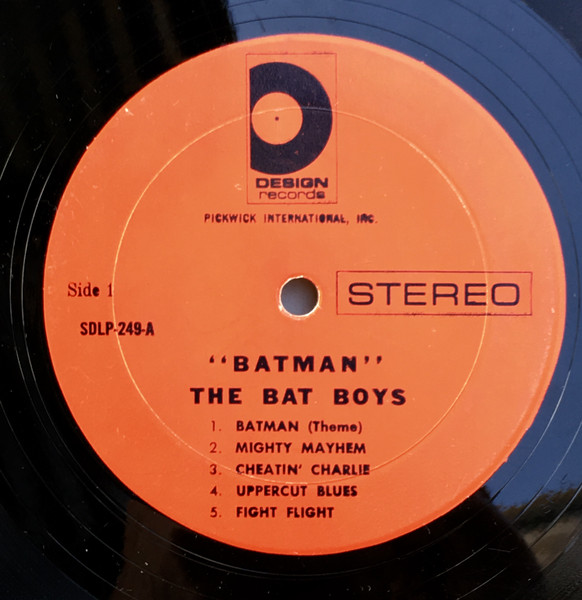 DESIGN
records
PICKWICK INTERNATIONAL, INC.
Side 1
STEREO
SDLP-249-A
"BATMAN"
THE BAT BOYS
1. BATMAN (Theme)
2. MIGHTY MAYHEM
3. CHEATIN' CHARLIE
4. UPPERCUT BLUES
5. FIGHT FLIGHT